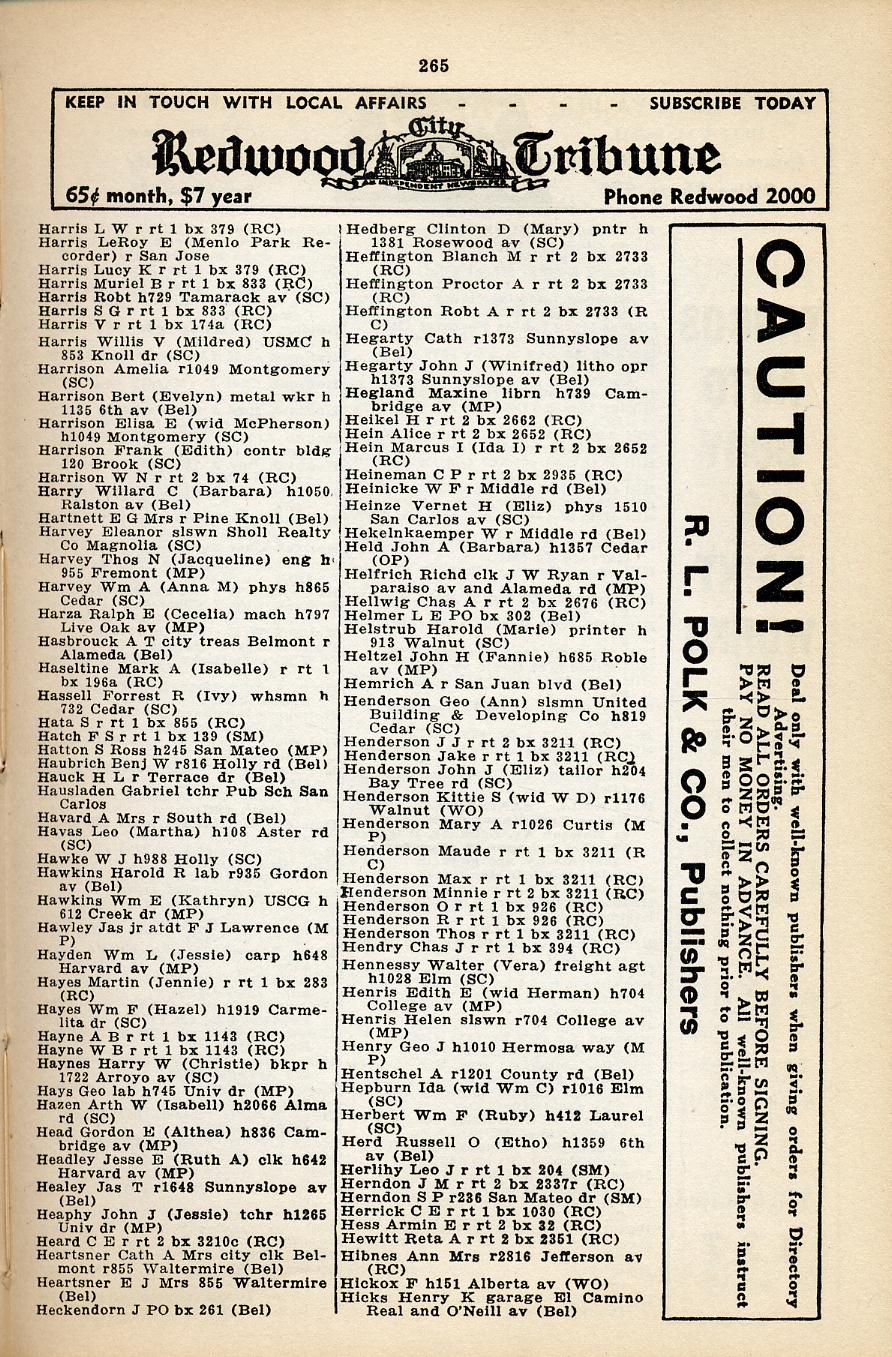 265
KEEP IN TOUCH WITH LOCAL AFFAIRS - - - - SUBSCRIBE TODAY
Redwood City Tribune
AN INDEPENDENT NEWSPAPER
65¢ month, $7 year Phone Redwood 2000
Harris L W r rt 1 bx 379 (RC)
Harris LeRoy E (Menlo Park Re-
corder) r San Jose
Harris Lucy K r rt 1 bx 379 (RC)
Harris Muriel B r rt 1 bx 833 (RC)
Harris Robt h729 Tamarack av (SC)
Harris S G r rt 1 bx 833 (RC)
Harris V r rt 1 bx 174a (RC)
Harris Willis V (Mildred) USMC h
853 Knoll dr (SC)
Harrison Amelia r1049 Montgomery
(SC)
Harrison Bert (Evelyn) metal wkr h
1135 6th av (Bel)
Harrison Elisa E (wid McPherson)
h1049 Montgomery (SC)
Harrison Frank (Edith) contr bldg
120 Brook (SC)
Harrison W N r rt 2 bx 74 (RC)
Harry Willard C (Barbara) h1050
Ralston av (Bel)
Hartnett E G Mrs r Pine Knoll (Bel)
Harvey Eleanor slswn Sholl Realty
Co Magnolia (SC)
Harvey Thos N (Jacqueline) eng h
955 Fremont (MP)
Harvey Wm A (Anna M) phys h865
Cedar (SC)
Harza Ralph E (Cecelia) mach h797
Live Oak av (MP)
Hasbrouck A T city treas Belmont r
Alameda (Bel)
Haseltine Mark A (Isabelle) r rt 1
bx 196a (RC)
Hassell Forrest R (Ivy) whsmn h
732 Cedar (SC)
Hata S r rt 1 bx 855 (RC)
Hatch F S r rt 1 bx 139 (SM)
Hatton S Ross h245 San Mateo (MP)
Haubrich Benj W r816 Holly rd (Bel)
Hauck H L r Terrace dr (Bel)
Hausladen Gabriel tchr Pub Sch San
Carlos
Havard A Mrs r South rd (Bel)
Havas Leo (Martha) h108 Aster rd
(SC)
Hawke W J h988 Holly (SC)
Hawkins Harold R lab r935 Gordon
av (Bel)
Hawkins Wm E (Kathryn) USCG h
612 Creek dr (MP)
Hawley Jas jr atdt F J Lawrence (M
P)
Hayden Wm L (Jessie) carp h648
Harvard av (MP)
Hayes Martin (Jennie) r rt 1 bx 283
(RC)
Hayes Wm F (Hazel) h1919 Carme-
lita dr (SC)
Hayne A B r rt 1 bx 1143 (RC)
Hayne W B r rt 1 bx 1143 (RC)
Haynes Harry W (Christie) bkpr h
1722 Arroyo av (SC)
Hays Geo lab h745 Univ dr (MP)
Hazen Arth W (Isabell) h2066 Alma
rd (SC)
Head Gordon E (Althea) h836 Cam-
bridge av (MP)
Headley Jesse E (Ruth A) clk h642
Harvard av (MP)
Healey Jas T r1648 Sunnyslope av
(Bel)
Heaphy John J (Jessie) tchr h1265
Univ dr (MP)
Heard C E r rt 2 bx 3210c (RC)
Heartsner Cath A Mrs city clk Bel-
mont r855 Waltermire (Bel)
Heartsner E J Mrs 855 Waltermire
(Bel)
Heckendorn J PO bx 261 (Bel)
Hedberg Clinton D (Mary) pntr h
1381 Rosewood av (SC)
Heffington Blanch M r rt 2 bx 2733
(RC)
Heffington Proctor A r rt 2 bx 2733
(RC)
Heffington Robt A r rt 2 bx 2733 (R
C)
Hegarty Cath r1373 Sunnyslope av
(Bel)
Hegarty John J (Winifred) litho opr
h1373 Sunnyslope av (Bel)
Hegland Maxine librn h739 Cam-
bridge av (MP)
Heikel H r rt 2 bx 2662 (RC)
Hein Alice r rt 2 bx 2652 (RC)
Hein Marcus I (Ida I) r rt 2 bx 2652
(RC)
Heineman C P r rt 2 bx 2935 (RC)
Heinicke W F r Middle rd (Bel)
Heinze Vernet H (Eliz) phys 1510
San Carlos av (SC)
Hekelnkaemper W r Middle rd (Bel)
Held John A (Barbara) h1357 Cedar
(OP)
Helfrich Richd clk J W Ryan r Val-
paraiso av and Alameda rd (MP)
Hellwig Chas A r rt 2 bx 2676 (RC)
Helmer L E PO bx 302 (Bel)
Helstrub Harold (Marie) printer h
913 Walnut (SC)
Heltzel John H (Fannie) h685 Roble
av (MP)
Hemrich A r San Juan blvd (Bel)
Henderson Geo (Ann) slsmn United
Building & Developing Co h819
Cedar (SC)
Henderson J J r rt 2 bx 3211 (RC)
Henderson Jake r rt 1 bx 3211 (RC)
Henderson John J (Eliz) tailor h204
Bay Tree rd (SC)
Henderson Kittie S (wid W D) r1176
Walnut (WO)
Henderson Mary A r1026 Curtis (M
P)
Henderson Maude r rt 1 bx 3211 (R
C)
Henderson Max r rt 1 bx 3211 (RC)
Henderson Minnie r rt 2 bx 3211 (RC)
Henderson O r rt 1 bx 926 (RC)
Henderson R r rt 1 bx 926 (RC)
Henderson Thos r rt 1 bx 3211 (RC)
Hendry Chas J r rt 1 bx 394 (RC)
Hennessy Walter (Vera) freight agt
h1028 Elm (SC)
Henris Edith E (wid Herman) h704
College av (MP)
Henris Helen slswn r704 College av
(MP)
Henry Geo J h1010 Hermosa way (M
P)
Hentschel A r1201 County rd (Bel)
Hepburn Ida (wid Wm C) r1016 Elm
(SC)
Herbert Wm F (Ruby) h412 Laurel
(SC)
Herd Russell O (Etho) h1359 6th
av (Bel)
Herlihy Leo J r rt 1 bx 204 (SM)
Herndon J M r rt 2 bx 2337r (RC)
Herndon S P r236 San Mateo dr (SM)
Herrick C E r rt 1 bx 1030 (RC)
Hess Armin E r rt 2 bx 32 (RC)
Hewitt Reta A r rt 2 bx 2351 (RC)
Hibnes Ann Mrs r2816 Jefferson av
(RC)
Hickox F h151 Alberta av (WO)
Hicks Henry K garage El Camino
Real and O'Neill av (Bel)
CAUTION!
Deal only with well-known publishers when giving orders for Directory
Advertising.
READ ALL ORDERS CAREFULLY BEFORE SIGNING.
PAY NO MONEY IN ADVANCE. All well-known publishers instruct
their men to collect nothing prior to publication.
R. L. POLK & CO., Publishers